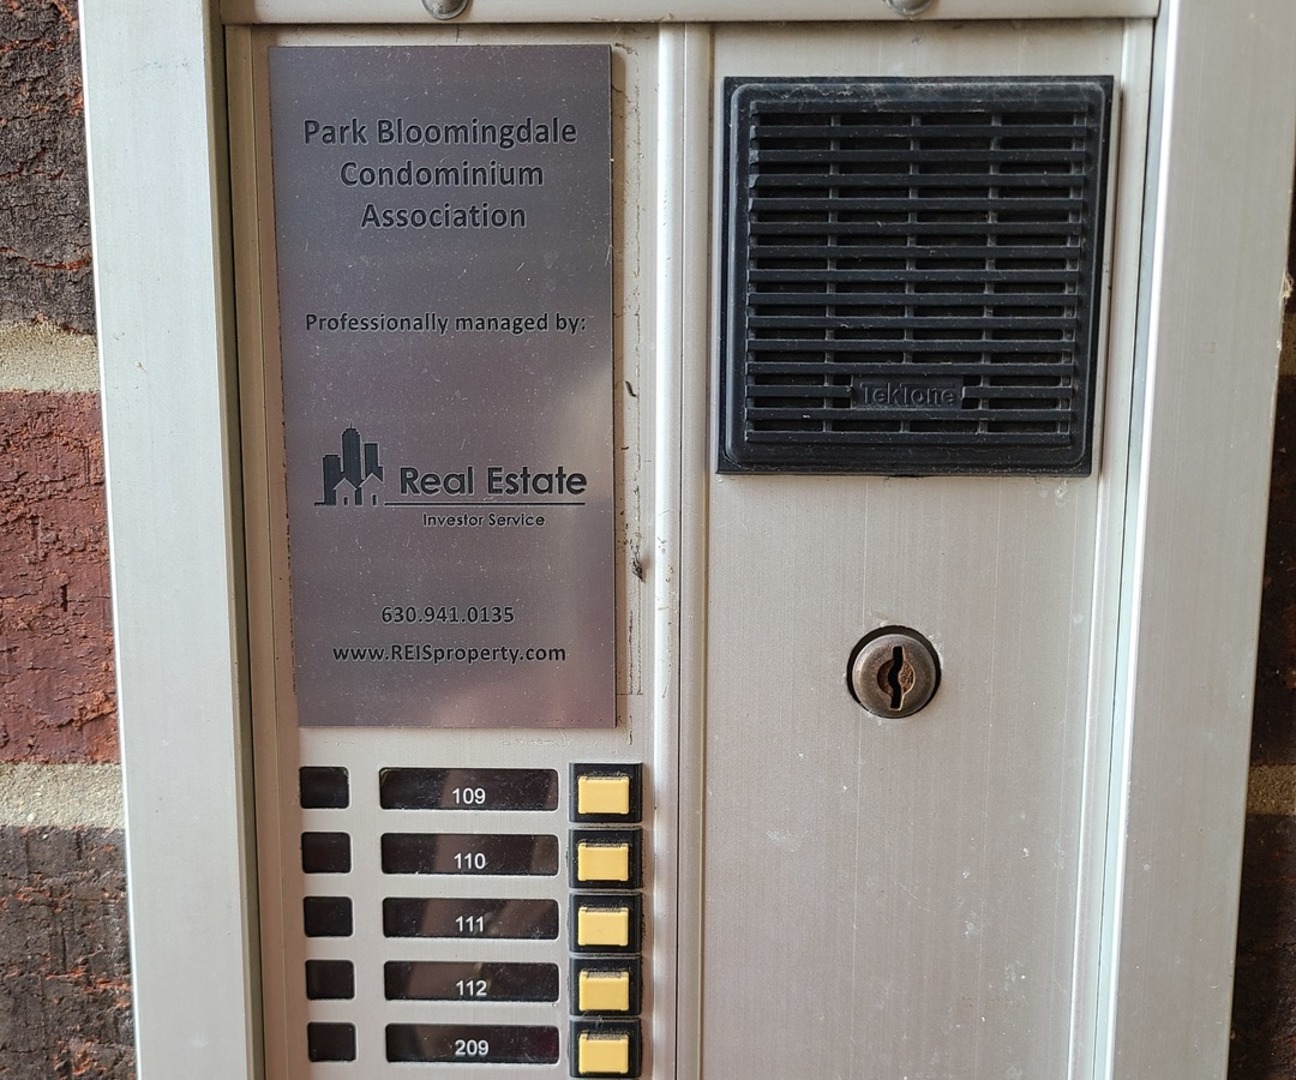 Park Bloomingdale
Condominium
Association
Professionally managed by:
Real Estate
Investor Service
630.941.0135
www.REISproperty.com
TekTone
109
110
111
112
209